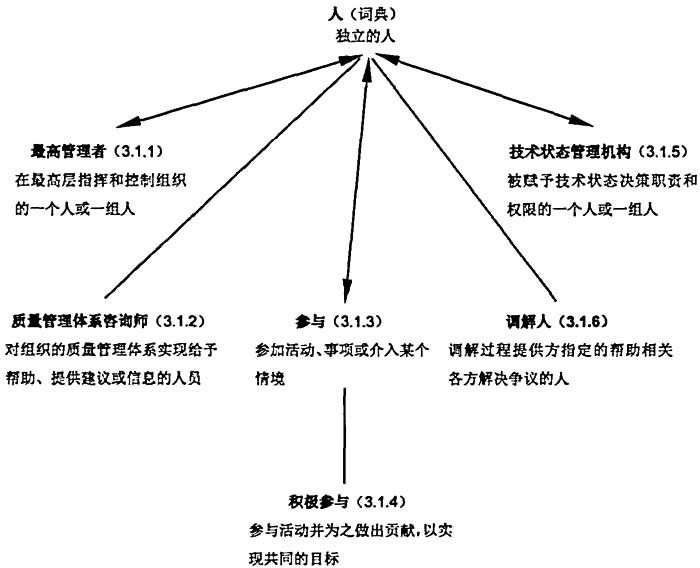 人（词典）
独立的人
最高管理者（3.1.1）
在最高层指挥和控制组织
的一个人或一组人
技术状态管理机构（3.1.5）
被赋予技术状态决策职责和
权限的一个人或一组人
质量管理体系咨询师（3.1.2）
对组织的质量管理体系实现给予
帮助、提供建议或信息的人员
参与（3.1.3）
参加活动、事项或介入某个
情境
调解人（3.1.6）
调解过程提供方指定的帮助相关
各方解决争议的人
积极参与（3.1.4）
参与活动并为之做出贡献，以实
现共同的目标